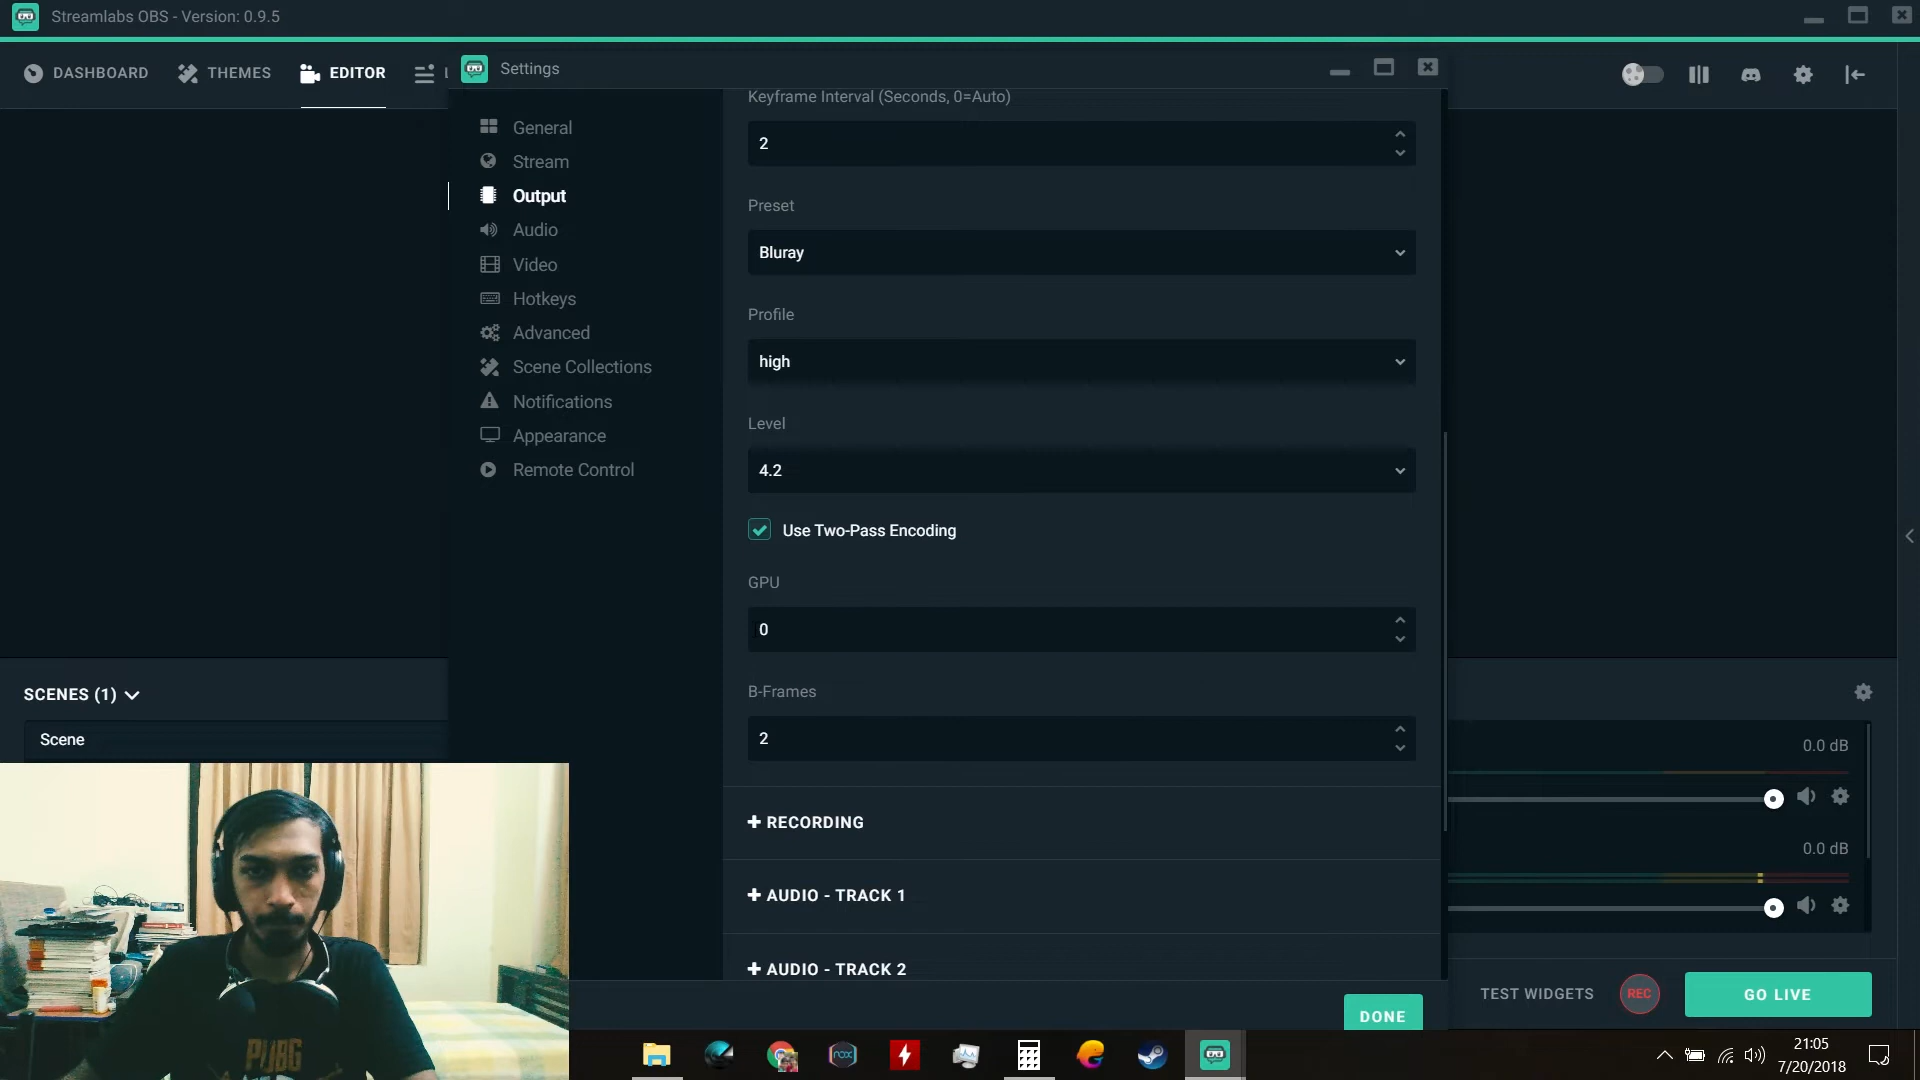 Streamlabs OBS - Version: 0.9.5
DASHBOARD
THEMES
EDITOR
L
Settings
General
Stream
Output
Audio
Video
Hotkeys
Advanced
Scene Collections
Notifications
Appearance
Remote Control
Keyframe Interval (Seconds, 0=Auto)
2
Preset
Bluray
Profile
high
Level
4.2
Use Two-Pass Encoding
GPU
0
B-Frames
2
+ RECORDING
+ AUDIO - TRACK 1
+ AUDIO - TRACK 2
DONE
SCENES (1)
Scene
0.0 dB
0.0 dB
TEST WIDGETS
REC
GO LIVE
PUBG
nox
21:05
7/20/2018